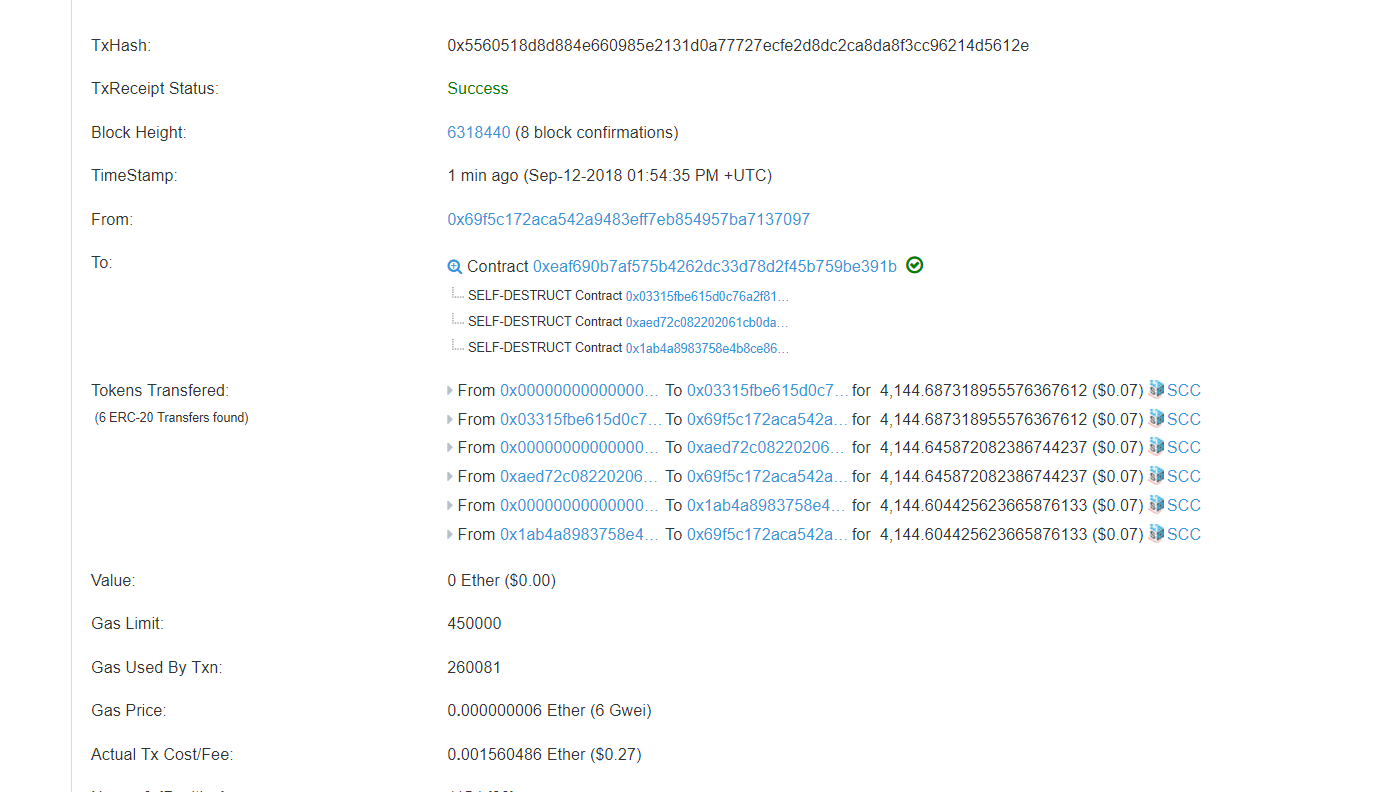 TxHash: 0x5560518d8d884e660985e2131d0a77727ecfe2d8dc2ca8da8f3cc96214d5612e
TxReceipt Status: Success
Block Height: 6318440 (8 block confirmations)
TimeStamp: 1 min ago (Sep-12-2018 01:54:35 PM +UTC)
From: 0x69f5c172aca542a9483eff7eb854957ba7137097
To: Contract 0xeaf690b7af575b4262dc33d78d2f45b759be391b
SELF-DESTRUCT Contract 0x03315fbe615d0c76a2f81...
SELF-DESTRUCT Contract 0xaed72c082202061cb0da...
SELF-DESTRUCT Contract 0x1ab4a8983758e4b8ce86...
Tokens Transfered: From 0x00000000000000... To 0x03315fbe615d0c7... for 4,144.687318955576367612 ($0.07) SCC
(6 ERC-20 Transfers found) From 0x03315fbe615d0c7... To 0x69f5c172aca542a... for 4,144.687318955576367612 ($0.07) SCC
From 0x00000000000000... To 0xaed72c08220206... for 4,144.645872082386744237 ($0.07) SCC
From 0xaed72c08220206... To 0x69f5c172aca542a... for 4,144.645872082386744237 ($0.07) SCC
From 0x00000000000000... To 0x1ab4a8983758e4... for 4,144.604425623665876133 ($0.07) SCC
From 0x1ab4a8983758e4... To 0x69f5c172aca542a... for 4,144.604425623665876133 ($0.07) SCC
Value: 0 Ether ($0.00)
Gas Limit: 450000
Gas Used By Txn: 260081
Gas Price: 0.000000006 Ether (6 Gwei)
Actual Tx Cost/Fee: 0.001560486 Ether ($0.27)